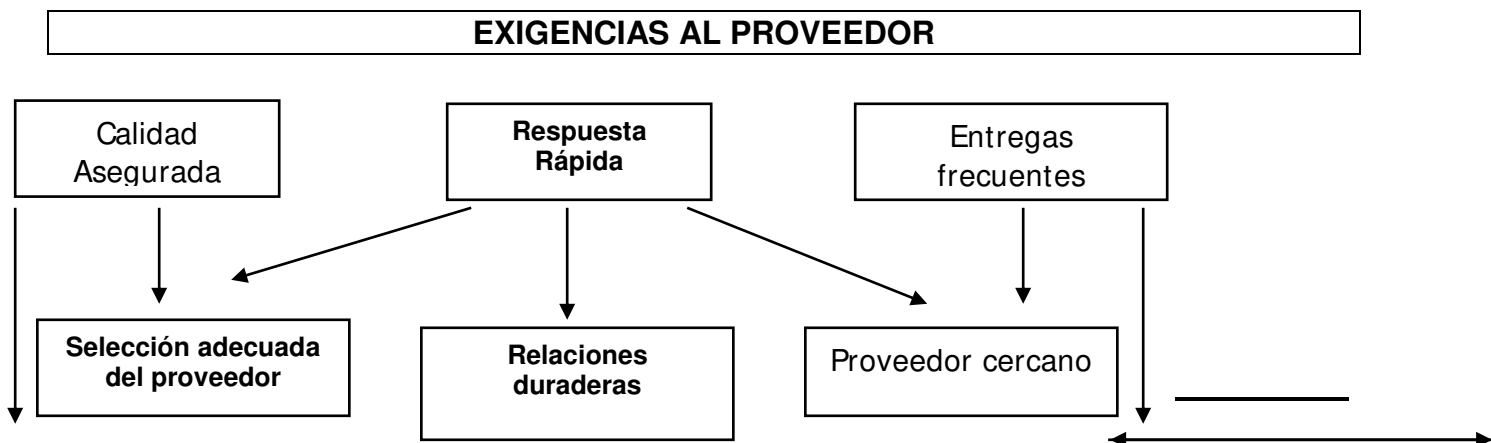 EXIGENCIAS AL PROVEEDOR
Calidad
Asegurada
Respuesta
Rápida
Entregas
frecuentes
Selección adecuada
del proveedor
Relaciones
duraderas
Proveedor cercano